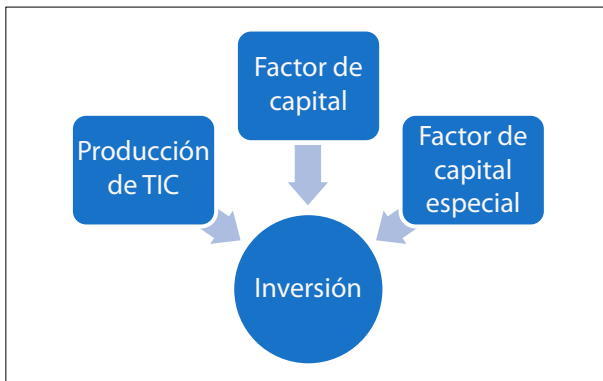 Factor de
capital
Producción
de TIC
Factor de
capital
especial
Inversión